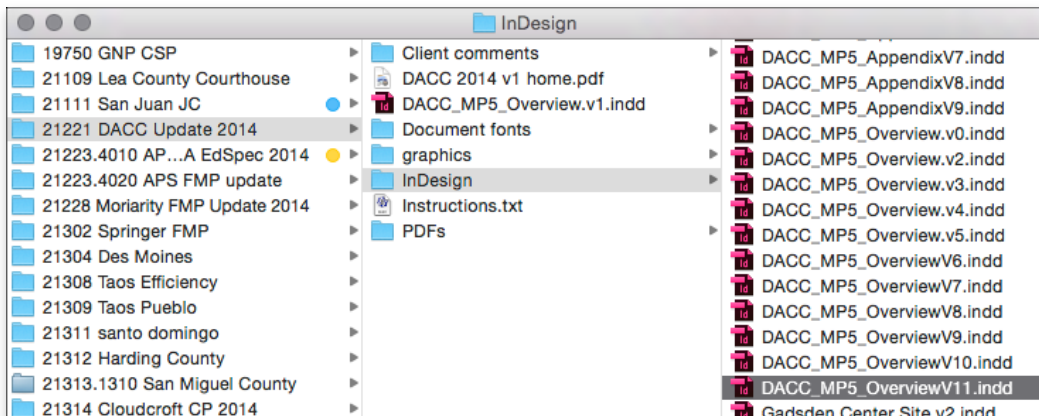 InDesign
19750 GNP CSP
21109 Lea County Courthouse
21111 San Juan JC
21221 DACC Update 2014
21223.4010 AP...A EdSpec 2014
21223.4020 APS FMP update
21228 Moriarity FMP Update 2014
21302 Springer FMP
21304 Des Moines
21308 Taos Efficiency
21309 Taos Pueblo
21311 santo domingo
21312 Harding County
21313.1310 San Miguel County
21314 Cloudcroft CP 2014
Client comments
DACC 2014 v1 home.pdf
DACC_MP5_Overview.v1.indd
Document fonts
graphics
InDesign
Instructions.txt
PDFs
DACC_MP5_AppendixV7.indd
DACC_MP5_AppendixV8.indd
DACC_MP5_AppendixV9.indd
DACC_MP5_Overview.v0.indd
DACC_MP5_Overview.v2.indd
DACC_MP5_Overview.v3.indd
DACC_MP5_Overview.v4.indd
DACC_MP5_Overview.v5.indd
DACC_MP5_OverviewV6.indd
DACC_MP5_OverviewV7.indd
DACC_MP5_OverviewV8.indd
DACC_MP5_OverviewV9.indd
DACC_MP5_OverviewV10.indd
DACC_MP5_OverviewV11.indd
Gadsden Center Site v2.indd